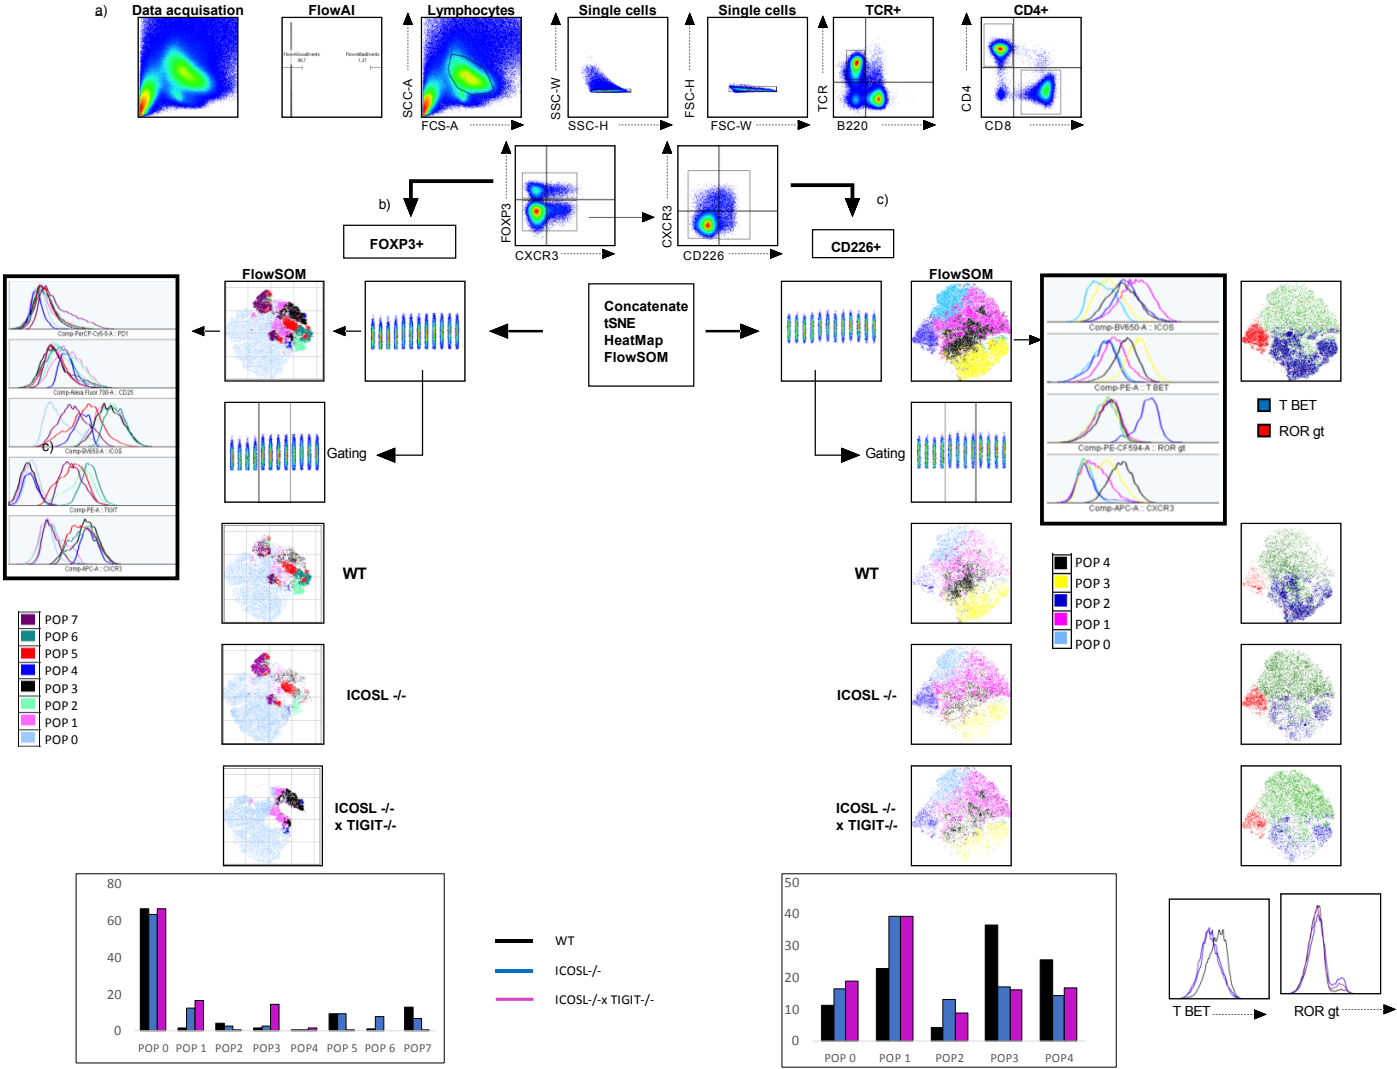 a)
Data acquisation
FlowAI
Lymphocytes
Single cells
Single cells
TCR+
CD4+
FlowAIGoodEvents
98,7
FlowAIBadEvents
1,27
SCC-A
FCS-A
SSC-W
SSC-H
FSC-H
FSC-W
TCR
B220
CD4
CD8
b)
FOXP3+
FOXP3
CXCR3
CXCR3
CD226
c)
CD226+
FlowSOM
Concatenate
tSNE
HeatMap
FlowSOM
FlowSOM
Comp-PerCP-Cy5-5-A :: PD1
Comp-Alexa Fluor 700-A :: CD25
c)
Comp-BV650-A :: ICOS
Comp-PE-A :: TIGIT
Comp-APC-A :: CXCR3
Gating
Gating
Comp-BV650-A :: ICOS
Comp-PE-A :: T BET
Comp-PE-CF594-A :: ROR gt
Comp-APC-A :: CXCR3
T BET
ROR gt
WT
WT
ICOSL -/-
ICOSL -/-
ICOSL -/-
x TIGIT-/-
ICOSL -/-
x TIGIT-/-
POP 7
POP 6
POP 5
POP 4
POP 3
POP 2
POP 1
POP 0
POP 4
POP 3
POP 2
POP 1
POP 0
80
60
40
20
0
POP 0
POP 1
POP2
POP3
POP4
POP 5
POP 6
POP7
WT
ICOSL-/-
ICOSL-/-x TIGIT-/-
50
40
30
20
10
0
POP 0
POP 1
POP2
POP3
POP4
T BET
ROR gt